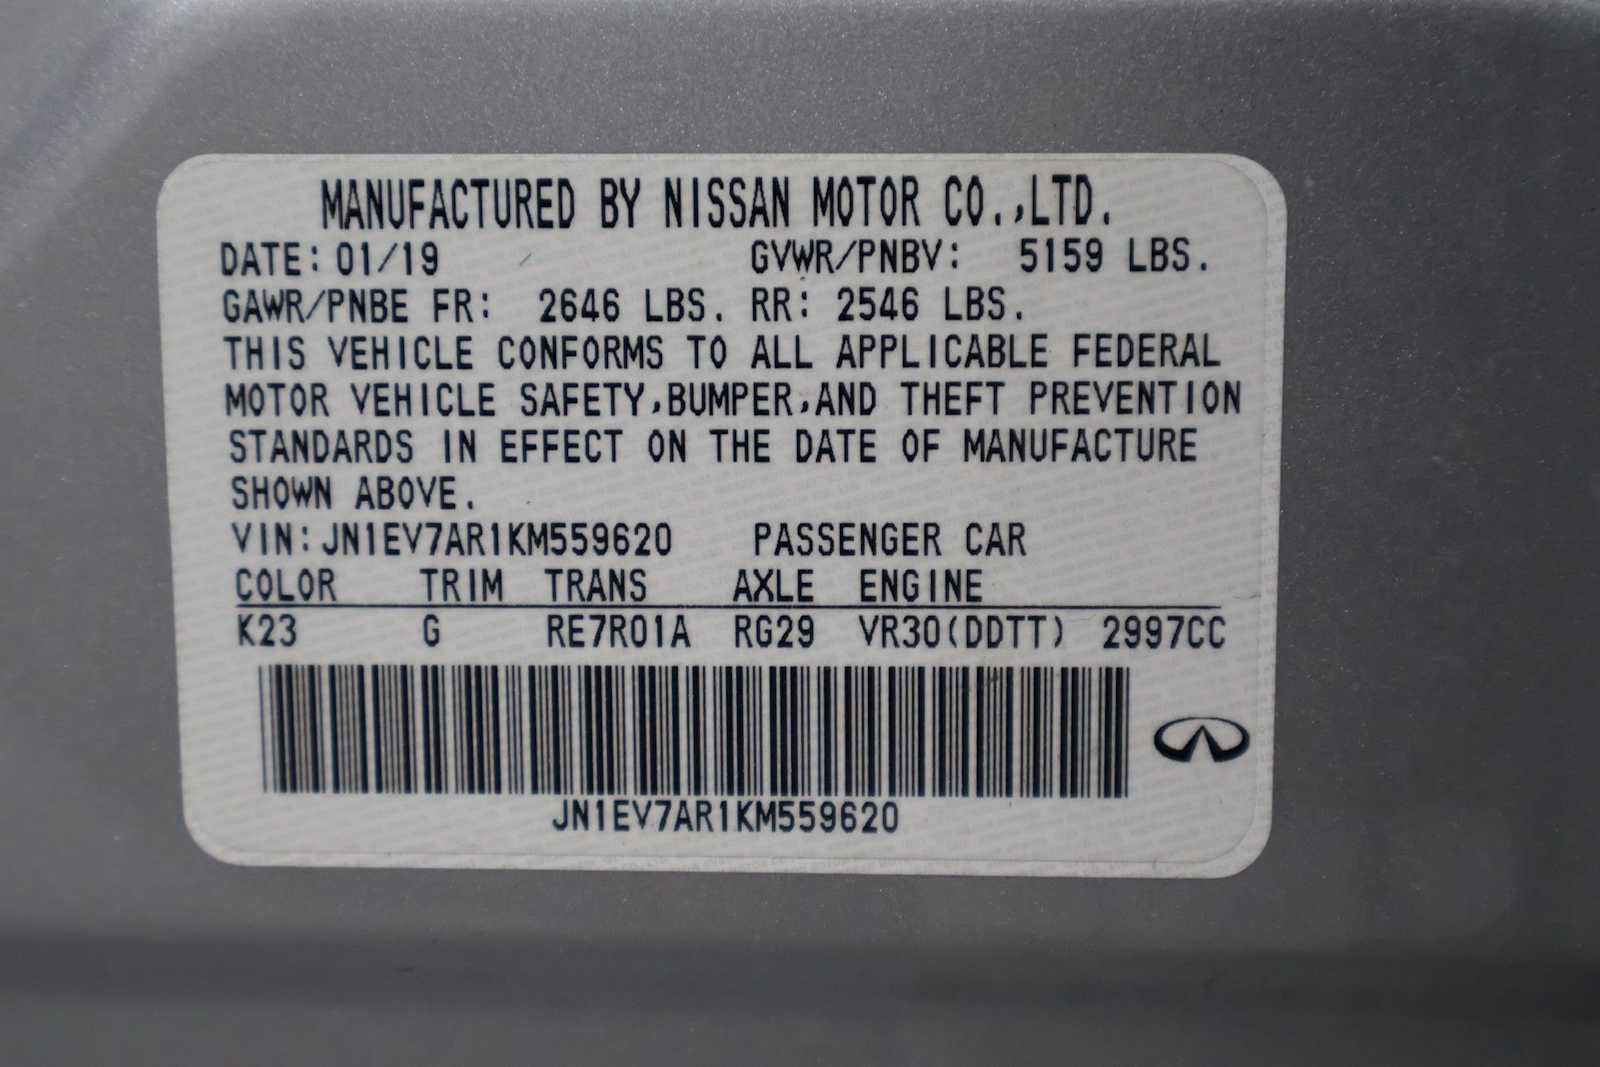 MANUFACTURED BY NISSAN MOTOR CO.,LTD.
DATE: 01/19 GVWR/PNBV: 5159 LBS.
GAWR/PNBE FR: 2646 LBS. RR: 2546 LBS.
THIS VEHICLE CONFORMS TO ALL APPLICABLE FEDERAL
MOTOR VEHICLE SAFETY,BUMPER,AND THEFT PREVENTION
STANDARDS IN EFFECT ON THE DATE OF MANUFACTURE
SHOWN ABOVE.
VIN:JN1EV7AR1KM559620 PASSENGER CAR
COLOR TRIM TRANS AXLE ENGINE
K23 G RE7R01A RG29 VR30(DDTT) 2997CC
JN1EV7AR1KM559620